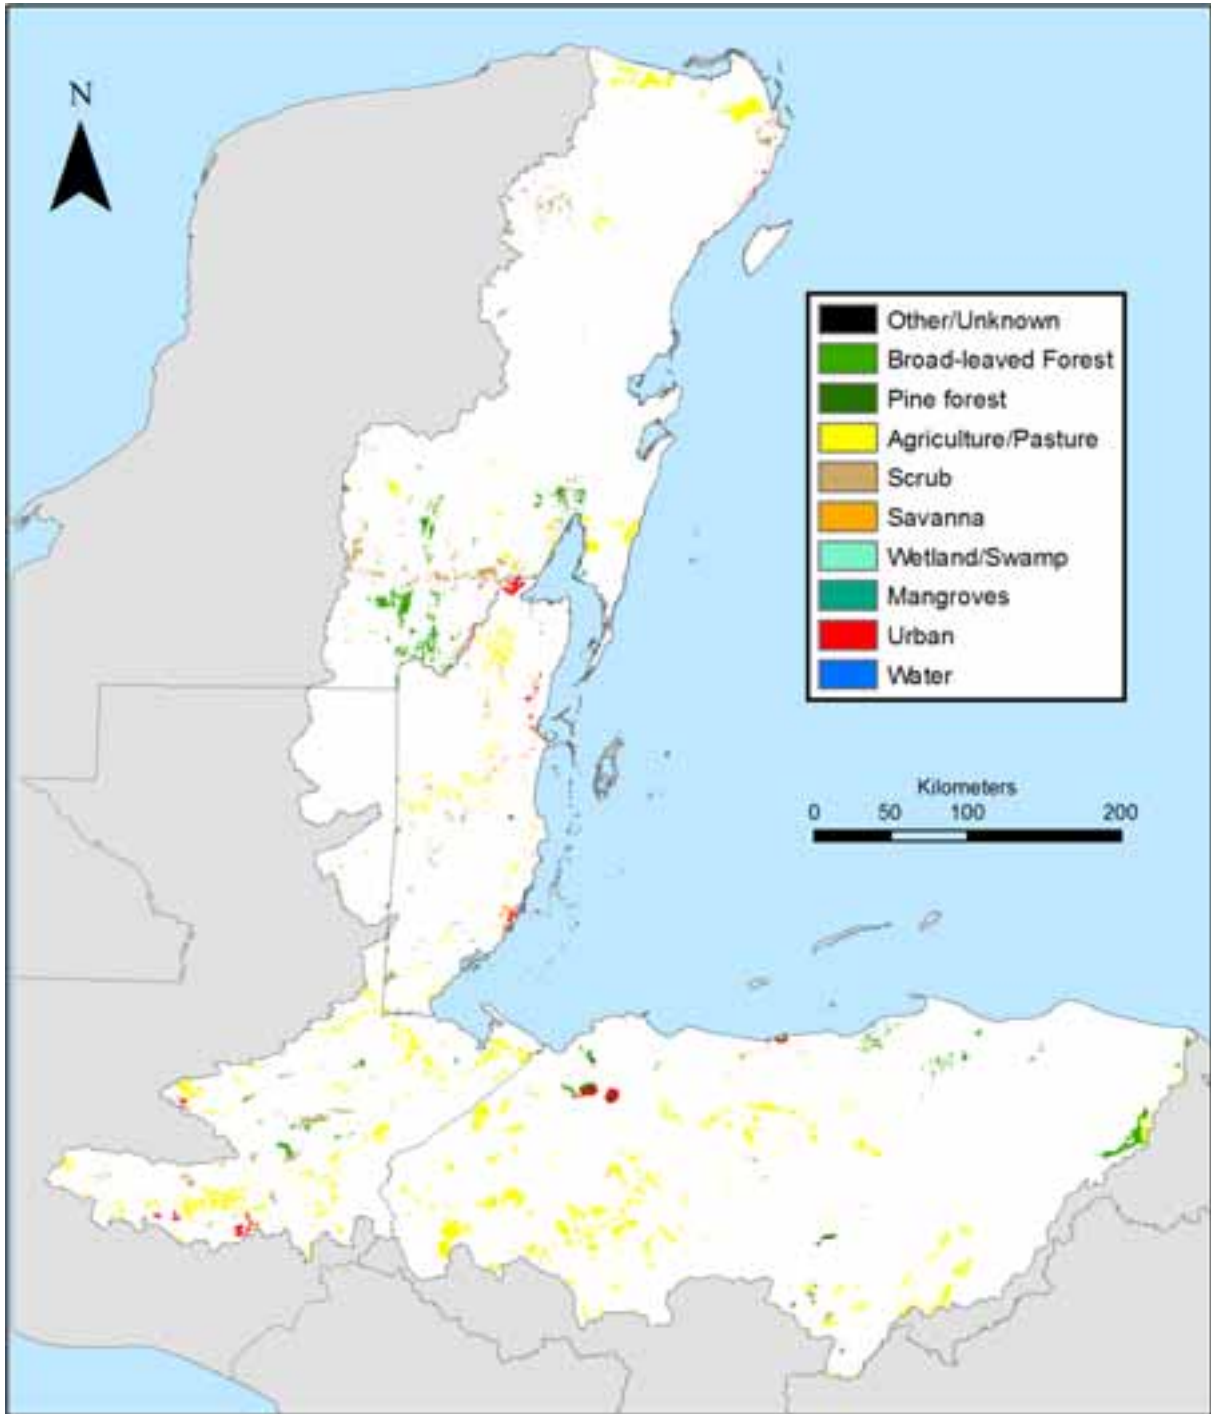 N
Other/Unknown
Broad-leaved Forest
Pine forest
Agriculture/Pasture
Scrub
Savanna
Wetland/Swamp
Mangroves
Urban
Water
Kilometers
0 50 100 200